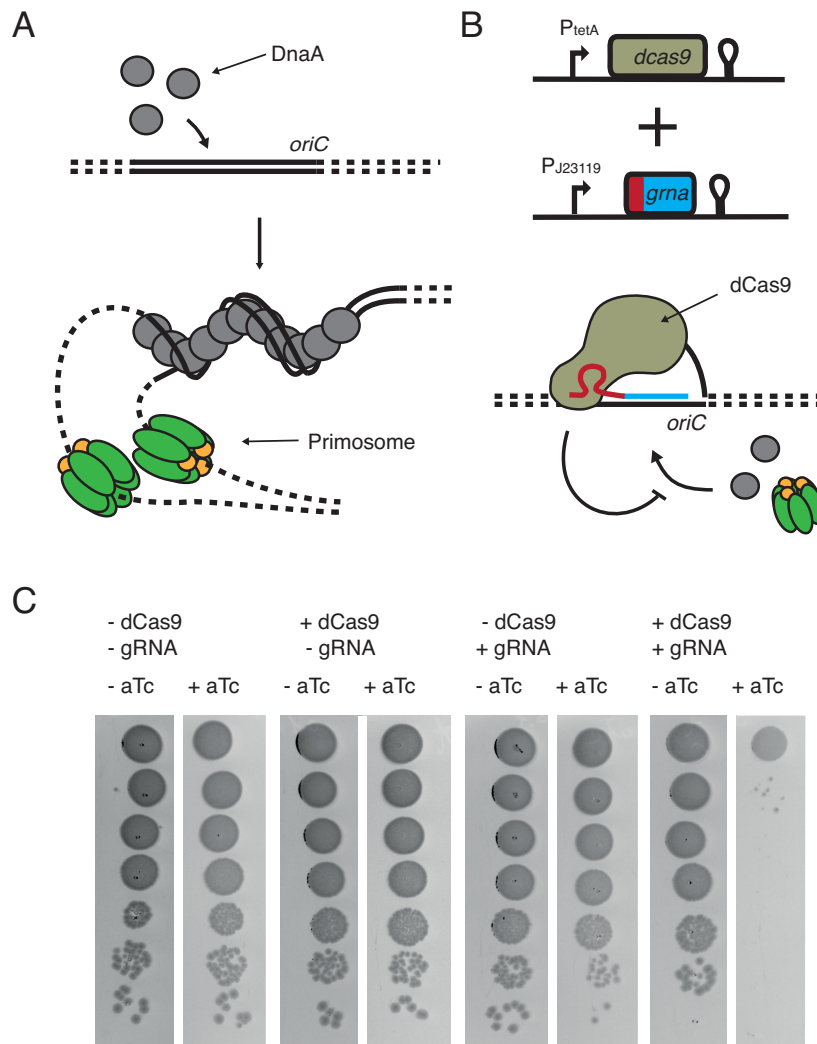 A
DnaA
oriC
Primosome
B
PtetA
dcas9
PJ23119
grna
dCas9
oriC
C
- dCas9 + dCas9 - dCas9 + dCas9
- gRNA - gRNA + gRNA + gRNA
- aTc + aTc - aTc + aTc - aTc + aTc - aTc + aTc